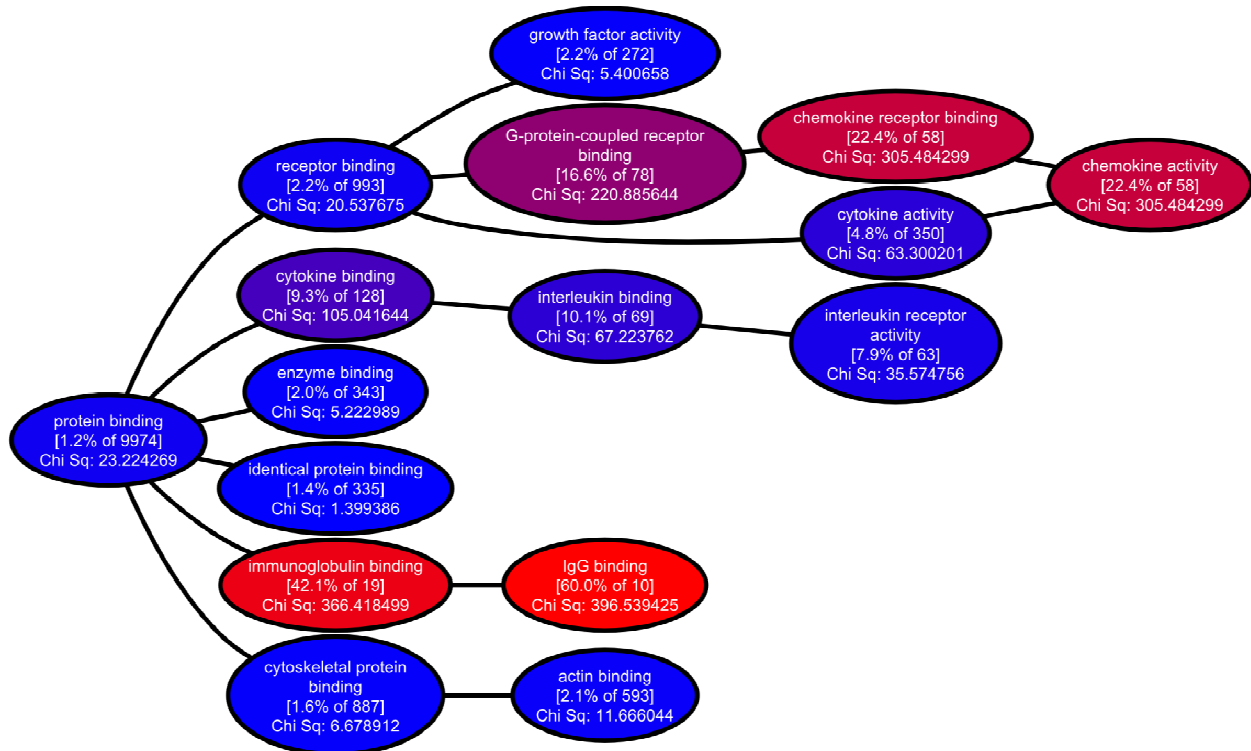 growth factor activity
[2.2% of 272]
Chi Sq: 5.400658
G-protein-coupled receptor
binding
[16.6% of 78]
Chi Sq: 220.885644
chemokine receptor binding
[22.4% of 58]
Chi Sq: 305.484299
chemokine activity
[22.4% of 58]
Chi Sq: 305.484299
receptor binding
[2.2% of 993]
Chi Sq: 20.537675
cytokine activity
[4.8% of 350]
Chi Sq: 63.300201
cytokine binding
[9.3% of 128]
Chi Sq: 105.041644
interleukin binding
[10.1% of 69]
Chi Sq: 67.223762
interleukin receptor
activity
[7.9% of 63]
Chi Sq: 35.574756
enzyme binding
[2.0% of 343]
Chi Sq: 5.222989
protein binding
[1.2% of 9974]
Chi Sq: 23.224269
identical protein binding
[1.4% of 335]
Chi Sq: 1.399386
immunoglobulin binding
[42.1% of 19]
Chi Sq: 366.418499
IgG binding
[60.0% of 10]
Chi Sq: 396.539425
cytoskeletal protein
binding
[1.6% of 887]
Chi Sq: 6.678912
actin binding
[2.1% of 593]
Chi Sq: 11.666044